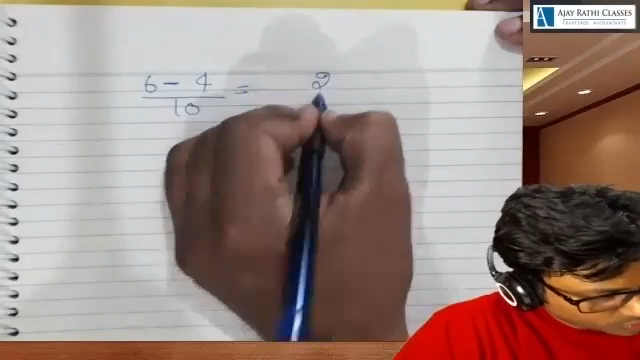 AJAY RATHI CLASSES
CHARTERED ACCOUNTANTS
6 - 4 = 2
10